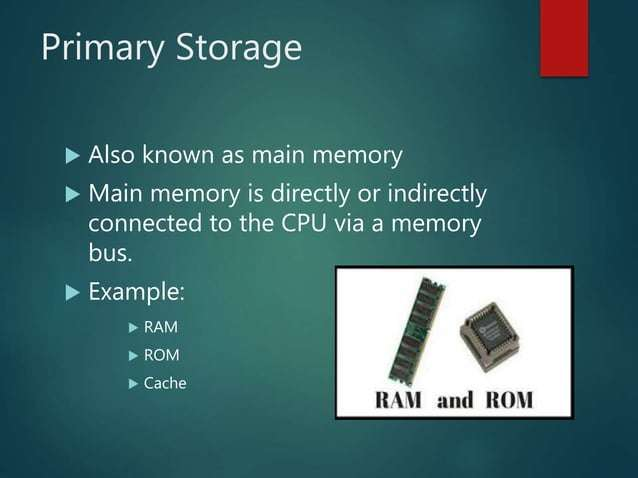 Primary Storage
Also known as main memory
Main memory is directly or indirectly
connected to the CPU via a memory
bus.
Example:
RAM
ROM
Cache
RAM and ROM